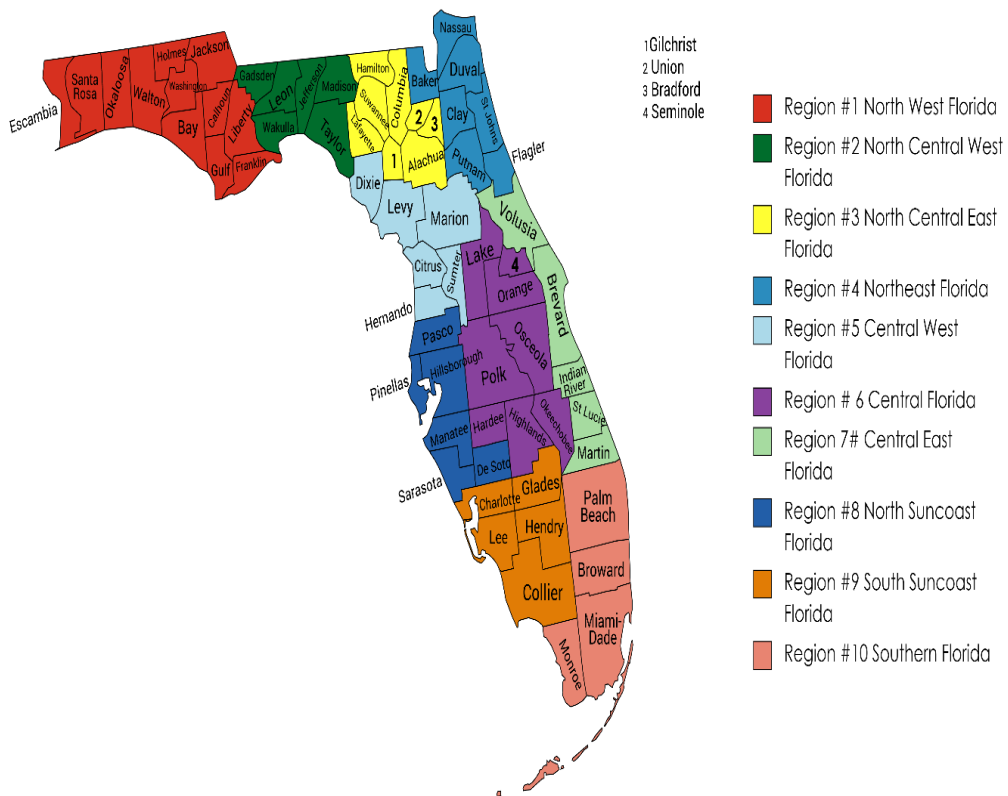 Nassau
1Gilchrist
2 Union
3 Bradford
4 Seminole
Holmes
Jackson
Santa
Rosa
Okaloosa
Walton
Washington
Escambia
Bay
Calhoun
Liberty
Gulf
Franklin
Gadsden
Leon
Jefferson
Madison
Wakulla
Taylor
Hamilton
Suwannee
Lafayette
Columbia
2
3
1
Alachua
Baker
Duval
Clay
St Johns
Putnam
Flagler
Dixie
Levy
Marion
Volusia
Citrus
Sumter
Lake
4
Orange
Brevard
Hernando
Pasco
Osceola
Pinellas
Hillsborough
Polk
Indian
River
Manatee
Hardee
Highlands
Okeechobee
St Lucie
Sarasota
De Soto
Martin
Charlotte
Glades
Palm
Beach
Lee
Hendry
Broward
Collier
Miami-
Dade
Monroe
Region #1 North West Florida
Region #2 North Central West
Florida
Region #3 North Central East
Florida
Region #4 Northeast Florida
Region #5 Central West
Florida
Region # 6 Central Florida
Region 7# Central East
Florida
Region #8 North Suncoast
Florida
Region #9 South Suncoast
Florida
Region #10 Southern Florida